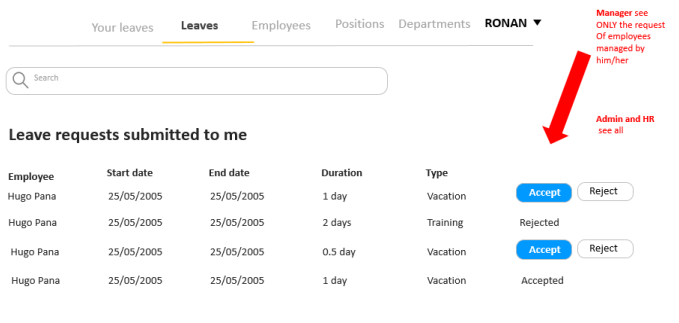 Your leaves Leaves Employees Positions Departments RONAN ▼
Manager see
ONLY the request
Of employees
managed by
him/her
Search
Admin and HR
see all
Leave requests submitted to me
Employee Start date End date Duration Type
Hugo Pana 25/05/2005 25/05/2005 1 day Vacation Accept Reject
Hugo Pana 25/05/2005 25/05/2005 2 days Training Rejected
Hugo Pana 25/05/2005 25/05/2005 0.5 day Vacation Accept Reject
Hugo Pana 25/05/2005 25/05/2005 1 day Vacation Accepted